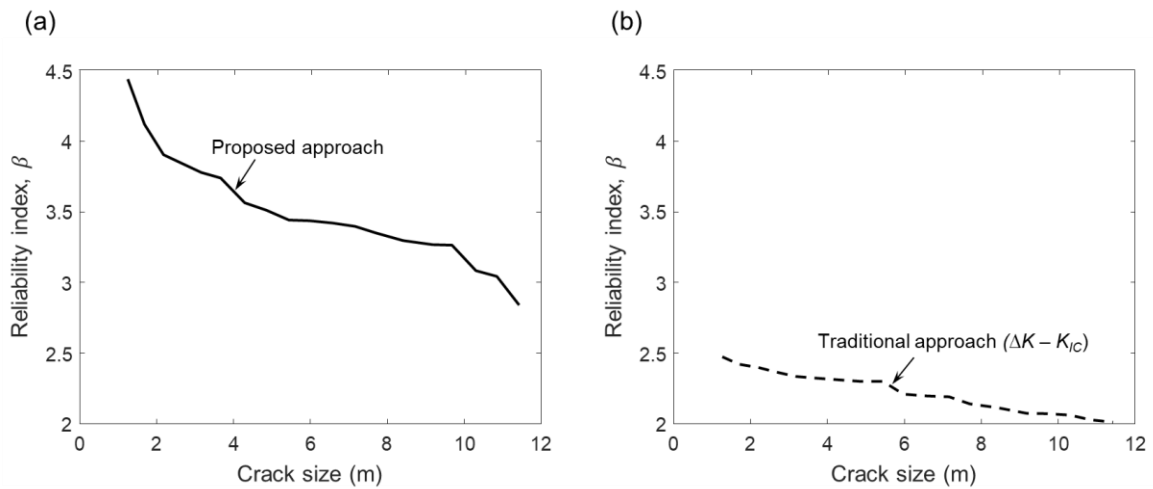 (a)
4.5
4
3.5
3
2.5
2
Reliability index, β
Proposed approach
0 2 4 6 8 10 12
Crack size (m)
(b)
4.5
4
3.5
3
2.5
2
Reliability index, β
Traditional approach (ΔK – K_IC)
0 2 4 6 8 10 12
Crack size (m)